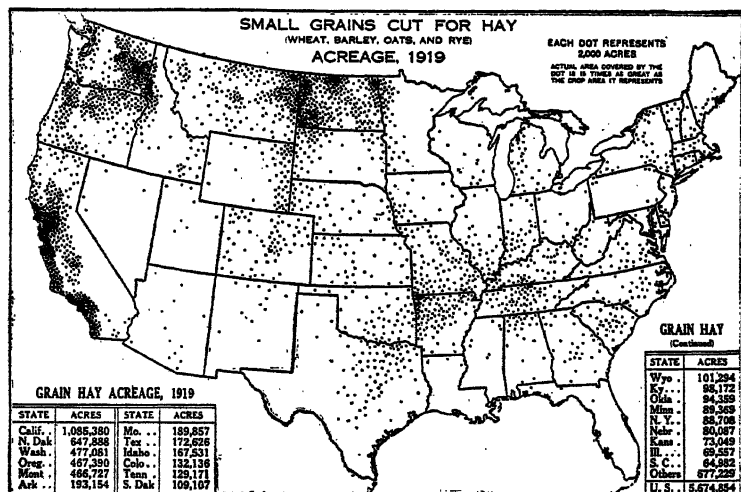 SMALL GRAINS CUT FOR HAY
(WHEAT, BARLEY, OATS, AND RYE)
ACREAGE, 1919
EACH DOT REPRESENTS
2,000 ACRES
ACTUAL AREA COVERED BY THE
DOT IS 15 TIMES AS GREAT AS
THE CROP AREA IT REPRESENTS
GRAIN HAY ACREAGE, 1919
STATE ACRES STATE ACRES
Calif. . 1,085,380 Mo. . . 189,857
N. Dak 647,888 Tex 172,626
Wash . 477,081 Idaho . 167,531
Oreg. . 467,390 Colo . . 132,136
Mont 466,727 Tenn . 129,171
Ark . . 193,154 S. Dak 109,107
GRAIN HAY
(Continued)
STATE ACRES
Wyo . . 101,294
Ky. . . 98,172
Okla 94,359
Minn . 89,369
N. Y. . 88,708
Nebr . 80,087
Kans 73,049
Ill. . . 69,557
S. C. . 64,982
Others 677,229
U. S. . 5,674,854